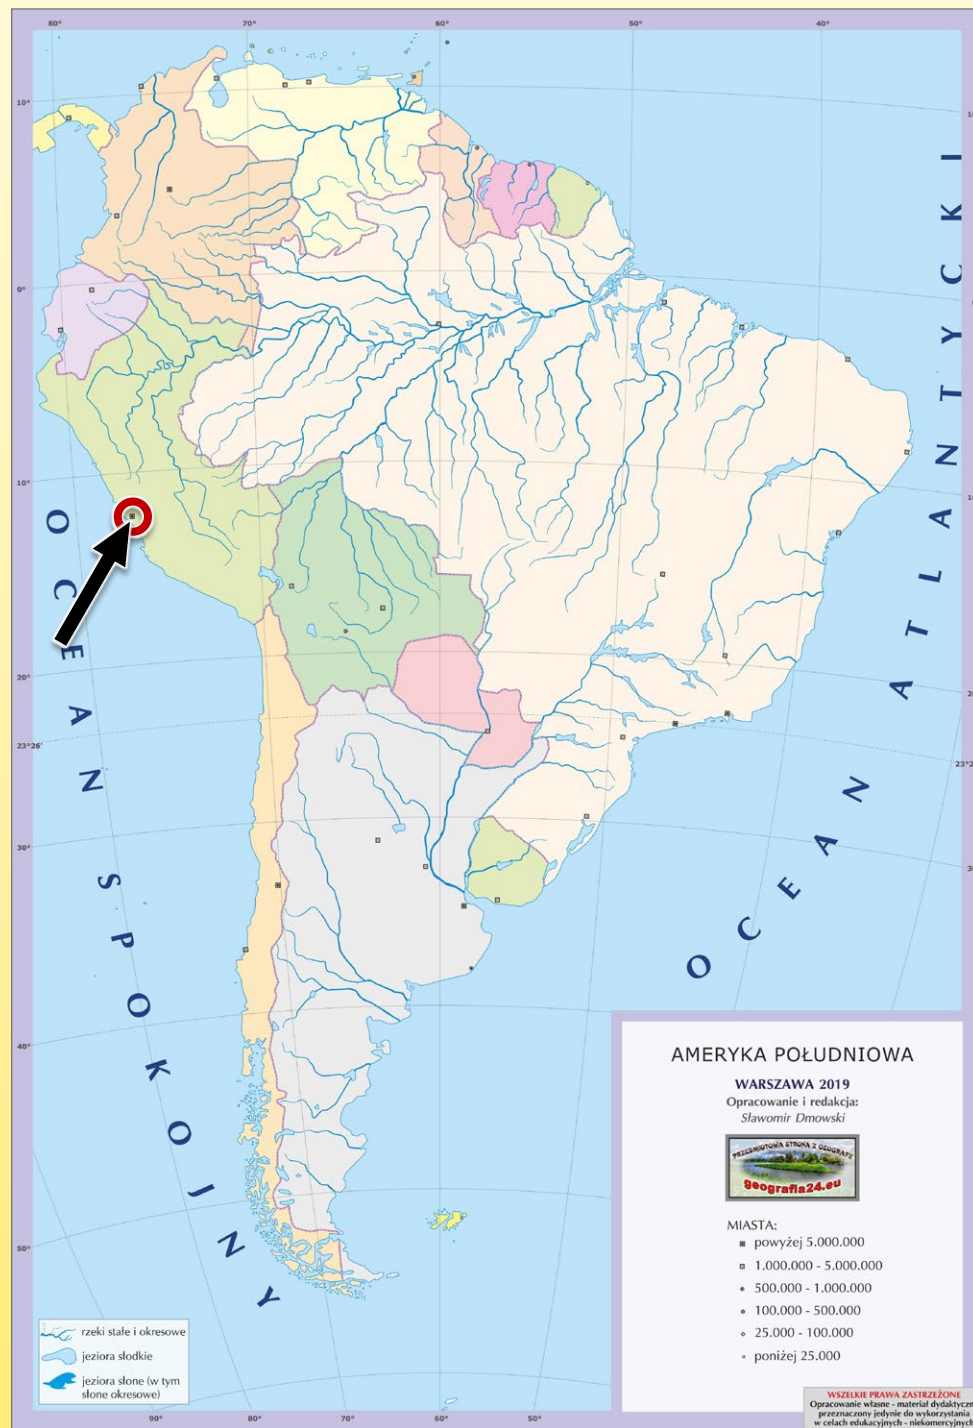 80°
70°
60°
50°
40°
10°
0°
10°
20°
23°26'
30°
40°
50°
90°
80°
70°
60°
50°
OCEAN SPOKOJNY
OCEAN ATLANTYCKI
AMERYKA POŁUDNIOWA
WARSZAWA 2019
Opracowanie i redakcja:
Sławomir Dmowski
PRZEDMIOTOWA STRONA Z GEOGRAFII
geografia24.eu
MIASTA:
powyżej 5.000.000
1.000.000 - 5.000.000
500.000 - 1.000.000
100.000 - 500.000
25.000 - 100.000
poniżej 25.000
rzeki stałe i okresowe
jeziora słodkie
jeziora słone (w tym
słone okresowe)
WSZELKIE PRAWA ZASTRZEŻONE
Opracowanie własne - materiał dydaktyczn
przeznaczony jedynie do wykorzystania
w celach edukacyjnych - niekomercyjnych